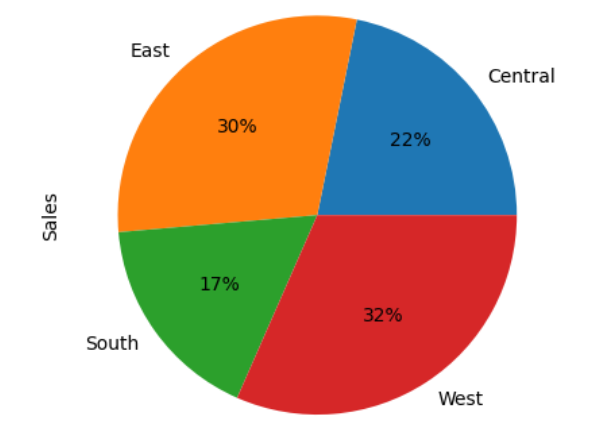 East
Central
30%
22%
Sales
17%
32%
South
West